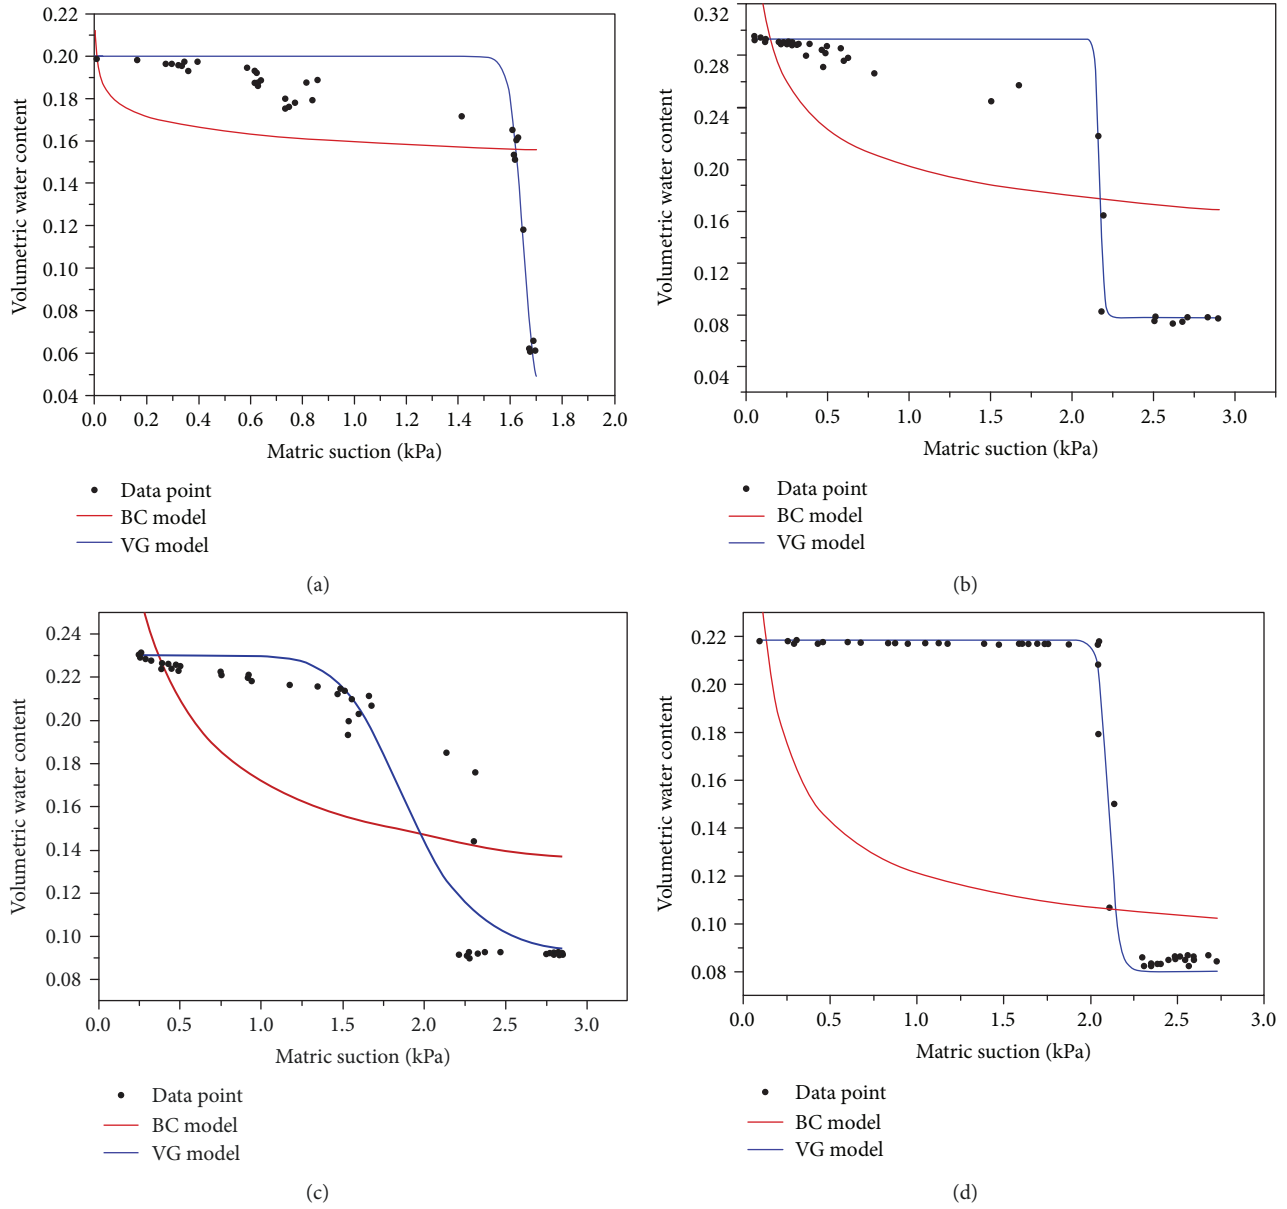 0.22
0.20
0.18
0.16
0.14
0.12
0.10
0.08
0.06
0.04
Volumetric water content
0.0 0.2 0.4 0.6 0.8 1.0 1.2 1.4 1.6 1.8 2.0
Matric suction (kPa)
Data point
BC model
VG model
(a)
0.32
0.28
0.24
0.20
0.16
0.12
0.08
0.04
Volumetric water content
0.0 0.5 1.0 1.5 2.0 2.5 3.0
Matric suction (kPa)
Data point
BC model
VG model
(b)
0.24
0.22
0.20
0.18
0.16
0.14
0.12
0.10
0.08
Volumetric water content
0.0 0.5 1.0 1.5 2.0 2.5 3.0
Matric suction (kPa)
Data point
BC model
VG model
(c)
0.22
0.20
0.18
0.16
0.14
0.12
0.10
0.08
Volumetric water content
0.0 0.5 1.0 1.5 2.0 2.5 3.0
Matric suction (kPa)
Data point
BC model
VG model
(d)